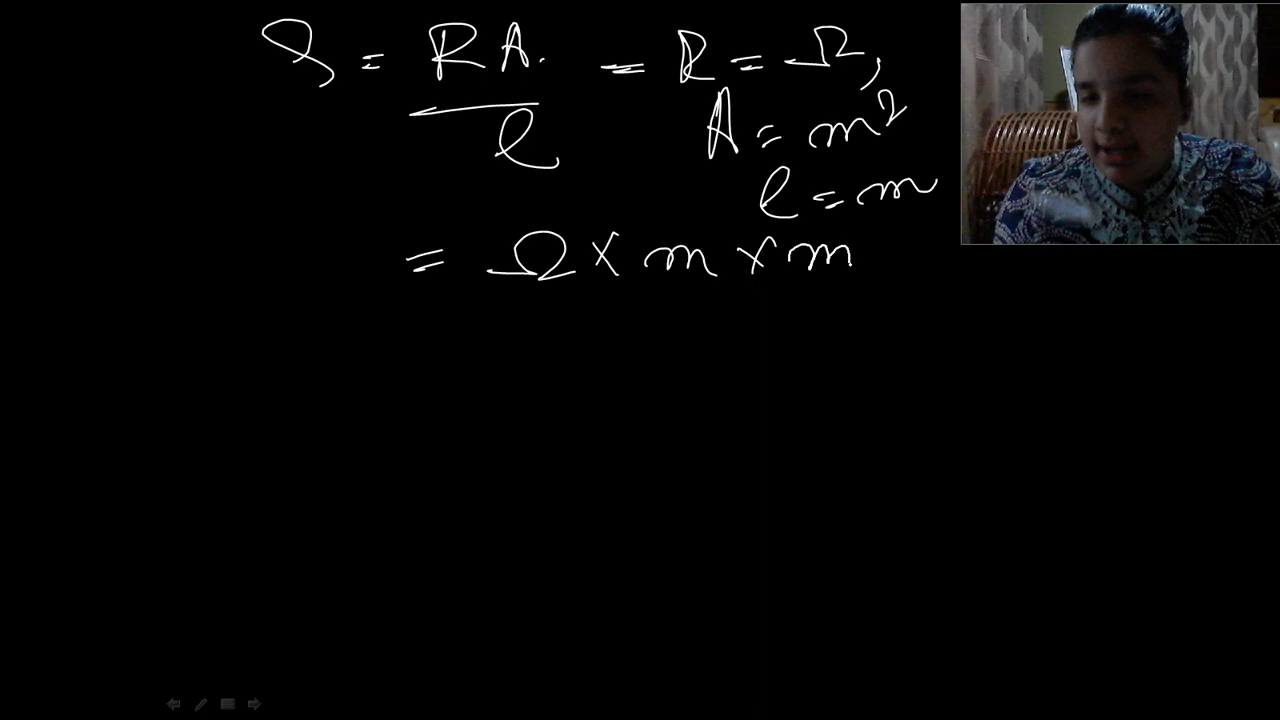 ρ = RA. = R = Ω,
l
A = m²
l = m
= Ω × m × m